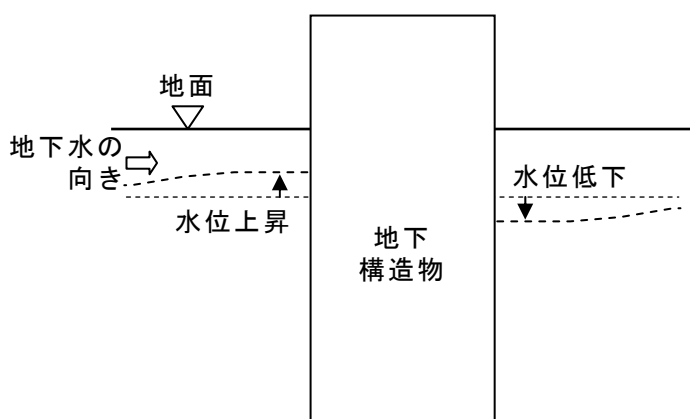 地面
地下水の
向き
水位上昇
地下
構造物
水位低下